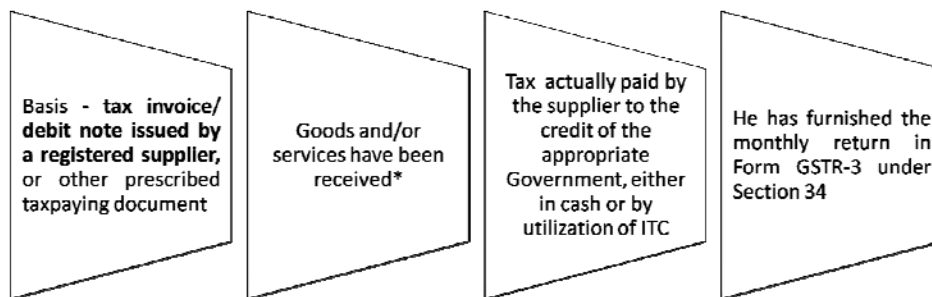 Basis - tax invoice/
debit note issued by
a registered supplier,
or other prescribed
taxpaying document
Goods and/or
services have been
received*
Tax actually paid by
the supplier to the
credit of the
appropriate
Government, either
in cash or by
utilization of ITC
He has furnished the
monthly return in
Form GSTR-3 under
Section 34